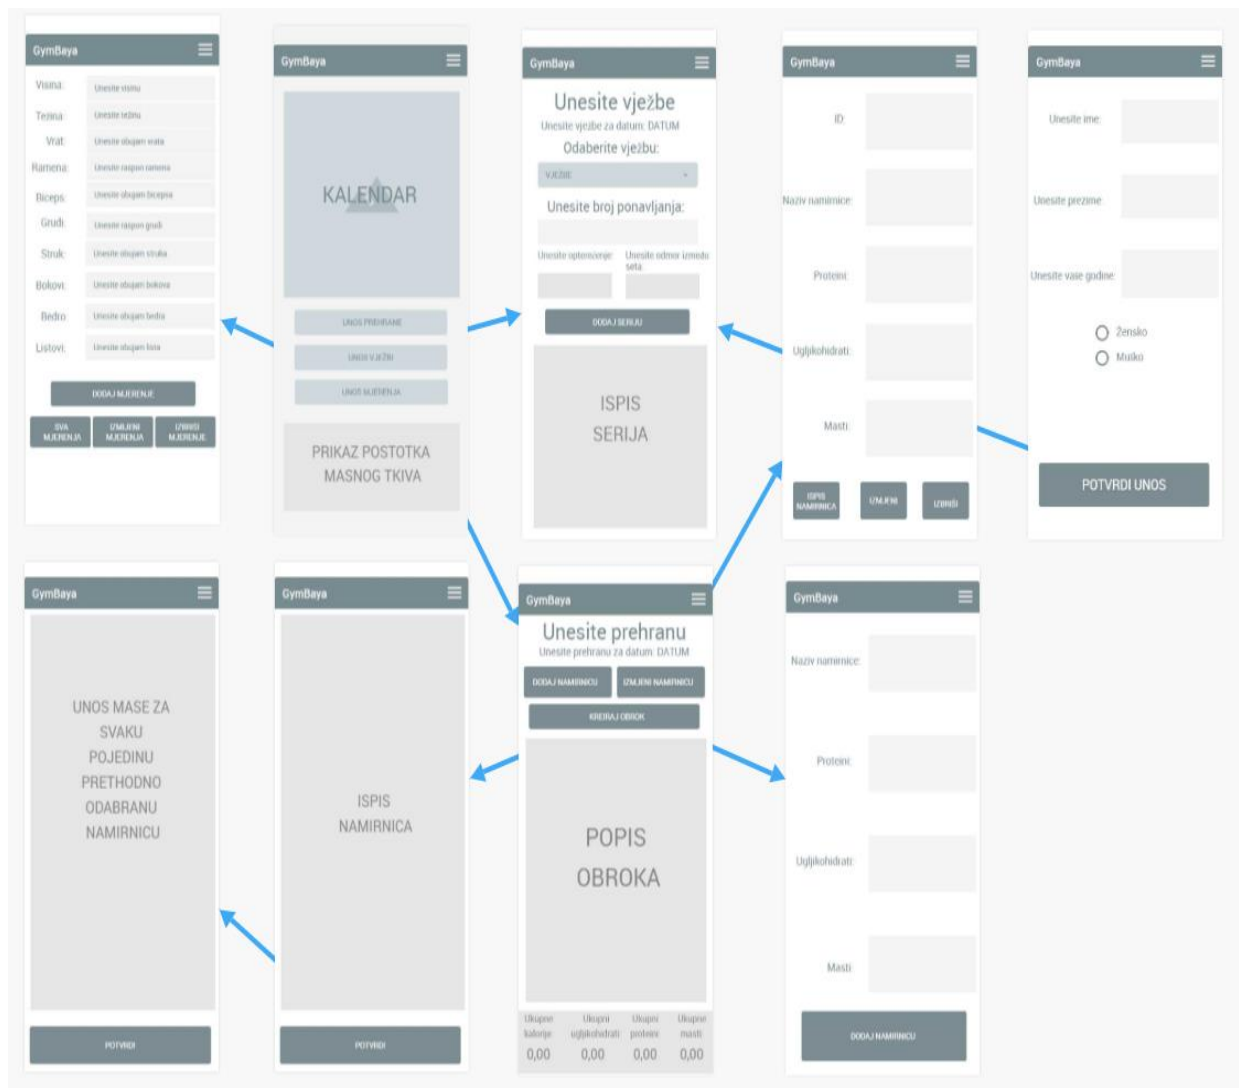 GymBaya
Visina:
Unesite visinu
Tezina:
Unesite težinu
Vrat:
Unesite obujam vrata
Ramena:
Unesite raspon ramena
Biceps:
Unesite obujam bicepsa
Grudi:
Unesite raspon grudi
Struk:
Unesite obujam struka
Bokovi:
Unesite obujam bokova
Bedro:
Unesite obujam bedra
Listovi:
Unesite obujam lista
DODAJ MJERENJE
SVA
MJERENJA
IZMJENI
MJERENJA
IZBRIŠI
MJERENJE
GymBaya
KALENDAR
UNOS PREHRANE
UNOS VJEŽBI
UNOS MJERENJA
PRIKAZ POSTOTKA
MASNOG TKIVA
GymBaya
Unesite vježbe
Unesite vježbe za datum: DATUM
Odaberite vježbu:
VJEŽBE
Unesite broj ponavljanja:
Unesite opterećenje:
Unesite odmor između
seta:
DODAJ SERIJU
ISPIS
SERIJA
GymBaya
ID:
Naziv namirnice:
Proteini:
Ugljikohidrati:
Masti:
ISPIS
NAMIRNICA
IZMJENI
IZBRIŠI
GymBaya
Unesite ime:
Unesite prezime:
Unesite vase godine:
Žensko
Muško
POTVRDI UNOS
GymBaya
UNOS MASE ZA
SVAKU
POJEDINU
PRETHODNO
ODABRANU
NAMIRNICU
POTVRDI
GymBaya
ISPIS
NAMIRNICA
POTVRDI
GymBaya
Unesite prehranu
Unesite prehranu za datum: DATUM
DODAJ NAMIRNICU
IZMJENI NAMIRNICU
KREIRAJ OBROK
POPIS
OBROKA
Ukupne
kalorije:
0,00
Ukupni
ugljikohidrati:
0,00
Ukupni
proteini:
0,00
Ukupne
masti:
0,00
GymBaya
Naziv namirnice:
Proteini:
Ugljikohidrati:
Masti
DODAJ NAMIRNICU